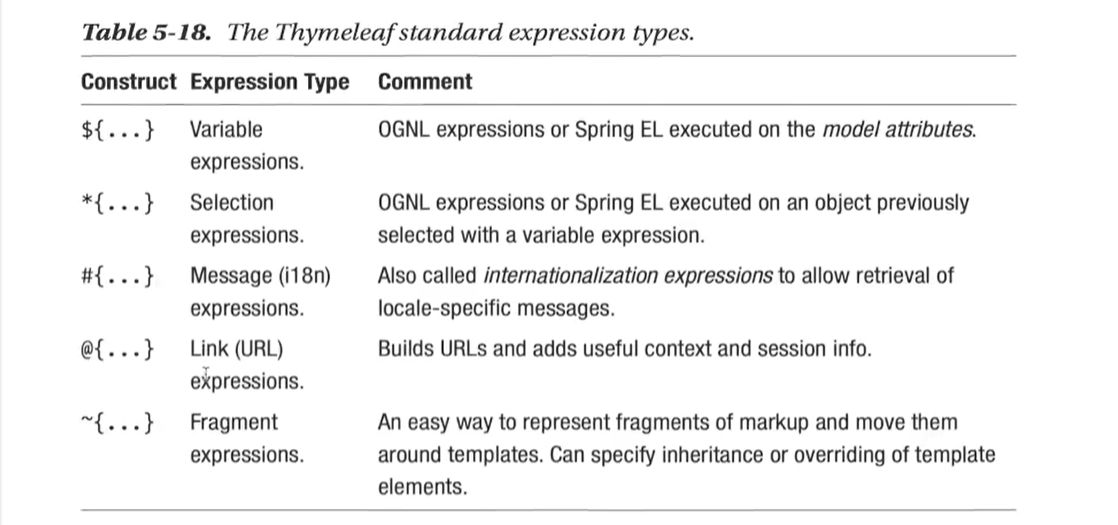 Table 5-18. The Thymeleaf standard expression types.
Construct Expression Type Comment
${...} Variable expressions. OGNL expressions or Spring EL executed on the model attributes.
*{...} Selection expressions. OGNL expressions or Spring EL executed on an object previously
selected with a variable expression.
#{...} Message (i18n) expressions. Also called internationalization expressions to allow retrieval of
locale-specific messages.
@{...} Link (URL) expressions. Builds URLs and adds useful context and session info.
~{...} Fragment expressions. An easy way to represent fragments of markup and move them
around templates. Can specify inheritance or overriding of template
elements.